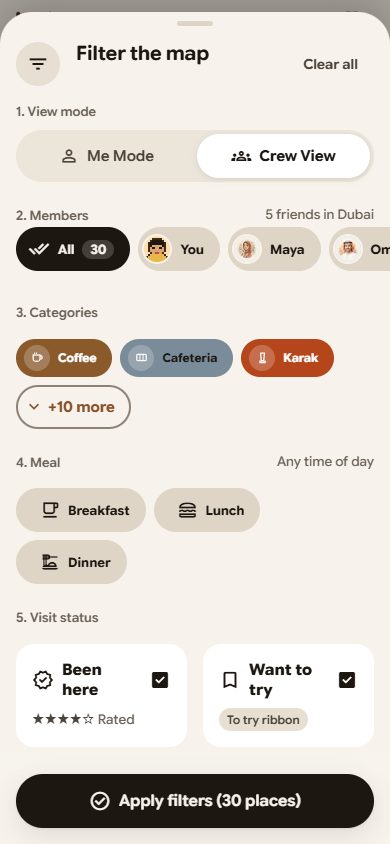 Filter the map
Clear all
1. View mode
Me Mode
Crew View
2. Members
5 friends in Dubai
All 30
You
Maya
3. Categories
Coffee
Cafeteria
Karak
+10 more
4. Meal
Any time of day
Breakfast
Lunch
Dinner
5. Visit status
Been
here
Want to
try
★★★★☆ Rated
To try ribbon
Apply filters (30 places)